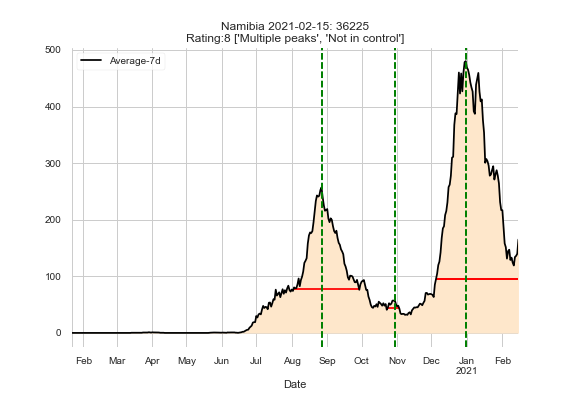 Namibia 2021-02-15: 36225
Rating:8 ['Multiple peaks', 'Not in control']
Average-7d
500
400
300
200
100
0
Feb Mar Apr May Jun Jul Aug Sep Oct Nov Dec Jan Feb
2021
Date